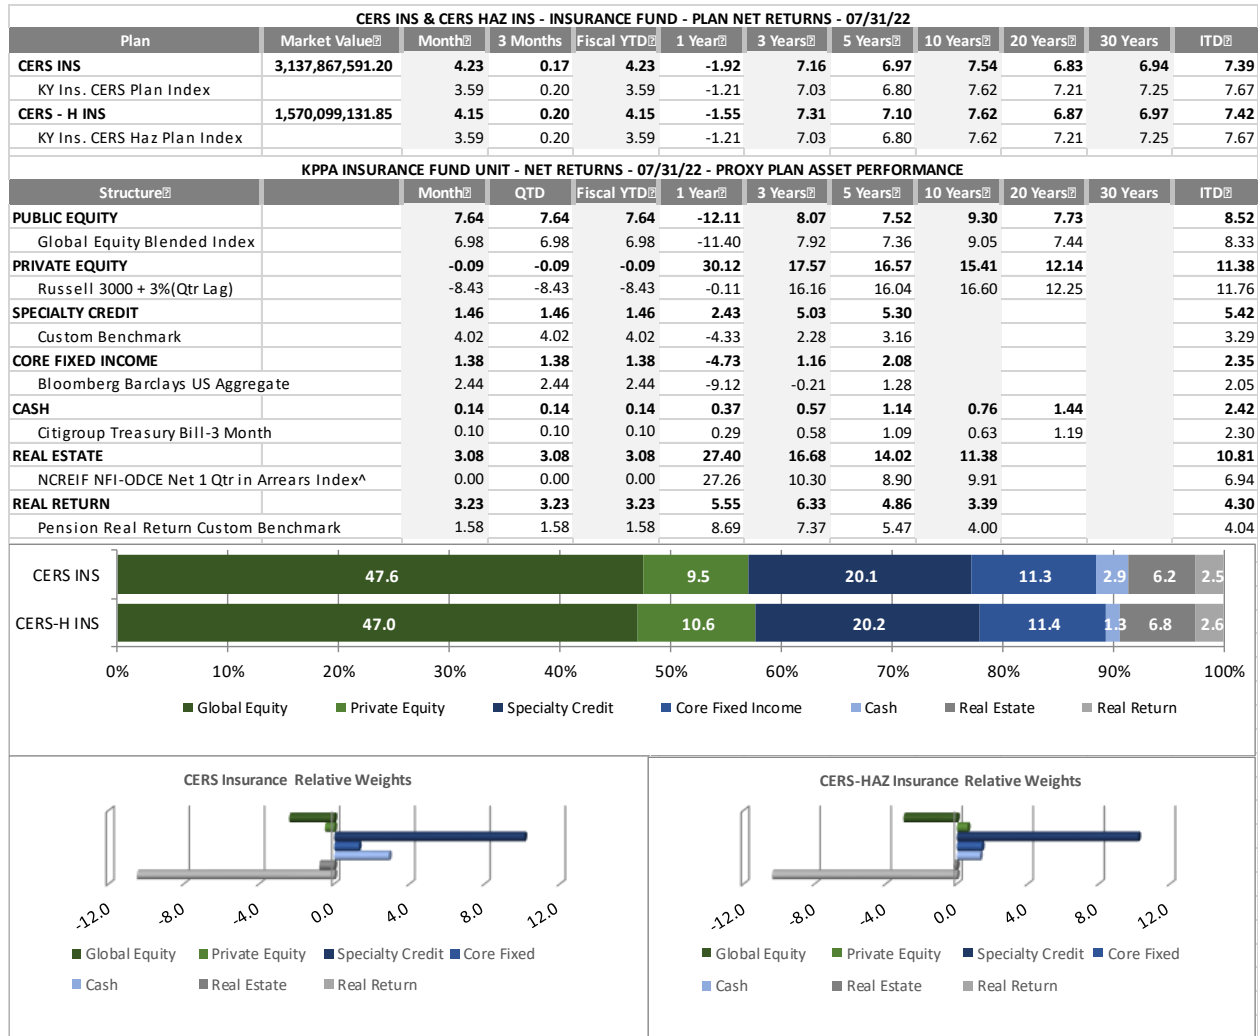 CERS INS & CERS HAZ INS - INSURANCE FUND - PLAN NET RETURNS - 07/31/22
Plan Market Value Month 3 Months Fiscal YTD 1 Year 3 Years 5 Years 10 Years 20 Years 30 Years ITD
CERS INS 3,137,867,591.20 4.23 0.17 4.23 -1.92 7.16 6.97 7.54 6.83 6.94 7.39
KY Ins. CERS Plan Index 3.59 0.20 3.59 -1.21 7.03 6.80 7.62 7.21 7.25 7.67
CERS - H INS 1,570,099,131.85 4.15 0.20 4.15 -1.55 7.31 7.10 7.62 6.87 6.97 7.42
KY Ins. CERS Haz Plan Index 3.59 0.20 3.59 -1.21 7.03 6.80 7.62 7.21 7.25 7.67
KPPA INSURANCE FUND UNIT - NET RETURNS - 07/31/22 - PROXY PLAN ASSET PERFORMANCE
Structure Month QTD Fiscal YTD 1 Year 3 Years 5 Years 10 Years 20 Years 30 Years ITD
PUBLIC EQUITY 7.64 7.64 7.64 -12.11 8.07 7.52 9.30 7.73 8.52
Global Equity Blended Index 6.98 6.98 6.98 -11.40 7.92 7.36 9.05 7.44 8.33
PRIVATE EQUITY -0.09 -0.09 -0.09 30.12 17.57 16.57 15.41 12.14 11.38
Russell 3000 + 3%(Qtr Lag) -8.43 -8.43 -8.43 -0.11 16.16 16.04 16.60 12.25 11.76
SPECIALTY CREDIT 1.46 1.46 1.46 2.43 5.03 5.30 5.42
Custom Benchmark 4.02 4.02 4.02 -4.33 2.28 3.16 3.29
CORE FIXED INCOME 1.38 1.38 1.38 -4.73 1.16 2.08 2.35
Bloomberg Barclays US Aggregate 2.44 2.44 2.44 -9.12 -0.21 1.28 2.05
CASH 0.14 0.14 0.14 0.37 0.57 1.14 0.76 1.44 2.42
Citigroup Treasury Bill-3 Month 0.10 0.10 0.10 0.29 0.58 1.09 0.63 1.19 2.30
REAL ESTATE 3.08 3.08 3.08 27.40 16.68 14.02 11.38 10.81
NCREIF NFI-ODCE Net 1 Qtr in Arrears Index^ 0.00 0.00 0.00 27.26 10.30 8.90 9.91 6.94
REAL RETURN 3.23 3.23 3.23 5.55 6.33 4.86 3.39 4.30
Pension Real Return Custom Benchmark 1.58 1.58 1.58 8.69 7.37 5.47 4.00 4.04
CERS INS 47.6 9.5 20.1 11.3 2.9 6.2 2.5
CERS-H INS 47.0 10.6 20.2 11.4 1.3 6.8 2.6
0% 10% 20% 30% 40% 50% 60% 70% 80% 90% 100%
Global Equity Private Equity Specialty Credit Core Fixed Income Cash Real Estate Real Return
CERS Insurance Relative Weights
-12.0 -8.0 -4.0 0.0 4.0 8.0 12.0
Global Equity Private Equity Specialty Credit Core Fixed
Cash Real Estate Real Return
CERS-HAZ Insurance Relative Weights
-12.0 -8.0 -4.0 0.0 4.0 8.0 12.0
Global Equity Private Equity Specialty Credit Core Fixed
Cash Real Estate Real Return